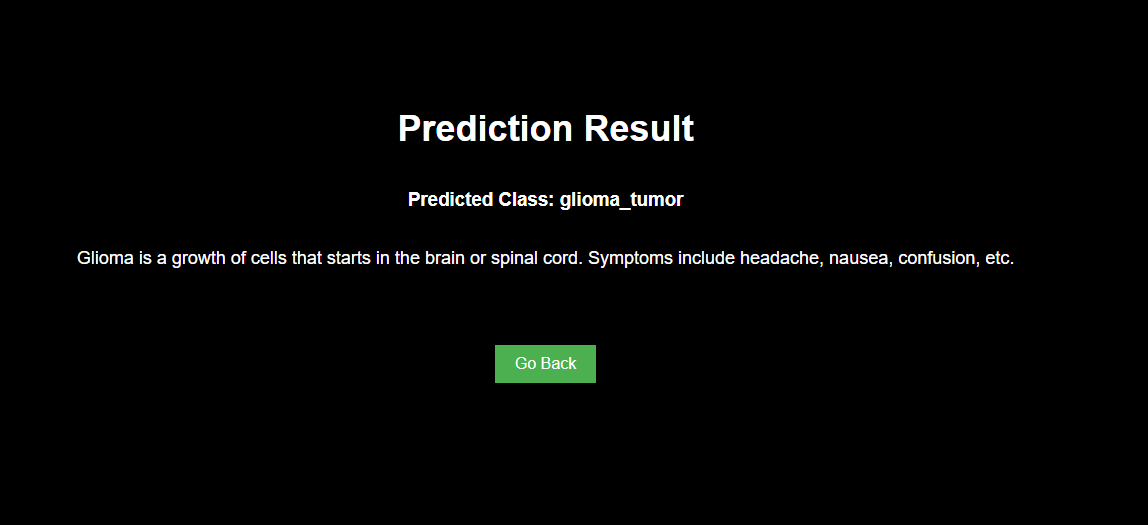 Prediction Result
Predicted Class: glioma_tumor
Glioma is a growth of cells that starts in the brain or spinal cord. Symptoms include headache, nausea, confusion, etc.
Go Back